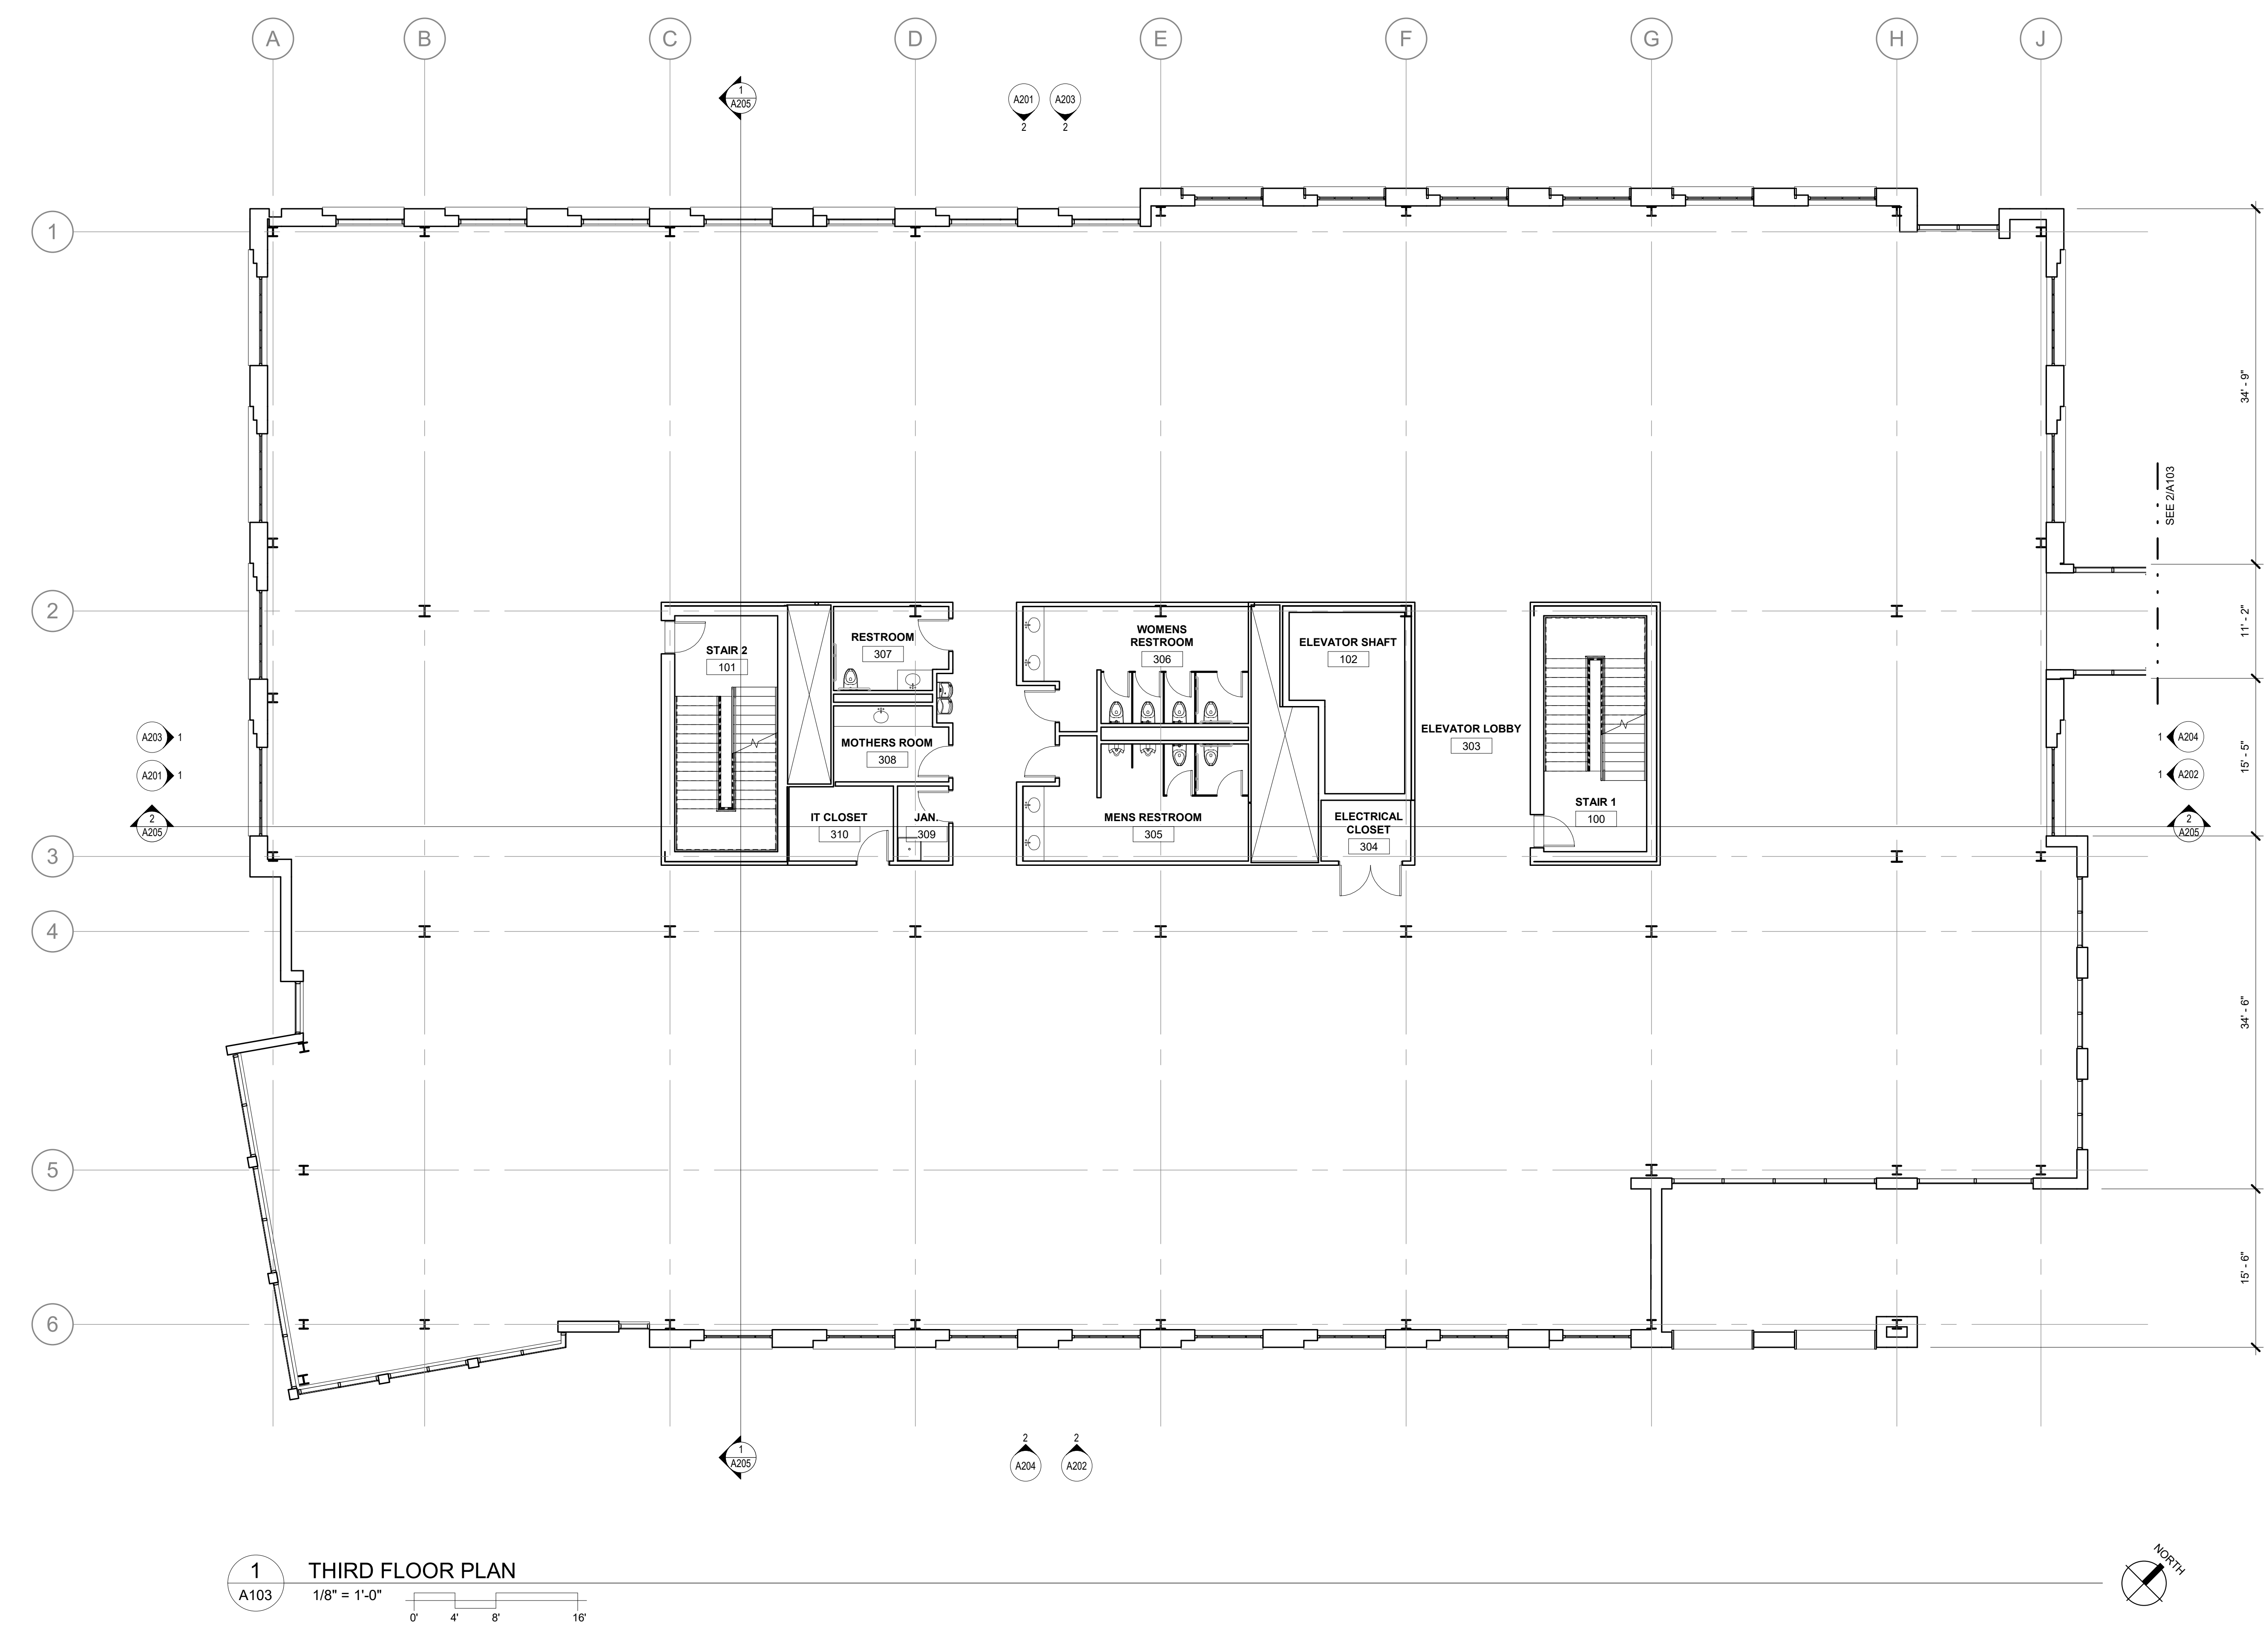 A
B
C
D
E
F
G
H
J
1
A205
A201
2
A203
2
1
34' - 9"
SEE 2/A103
2
11' - 2"
STAIR 2
101
RESTROOM
307
WOMENS
RESTROOM
306
ELEVATOR SHAFT
102
ELEVATOR LOBBY
303
MOTHERS ROOM
308
A203
1
A201
1
2
A205
1
A204
1
A202
2
A205
15' - 5"
IT CLOSET
310
JAN.
309
MENS RESTROOM
305
ELECTRICAL
CLOSET
304
STAIR 1
100
3
4
34' - 6"
5
15' - 6"
6
1
A205
2
A204
2
A202
1
A103
THIRD FLOOR PLAN
1/8" = 1'-0"
0'
4'
8'
16'
NORTH